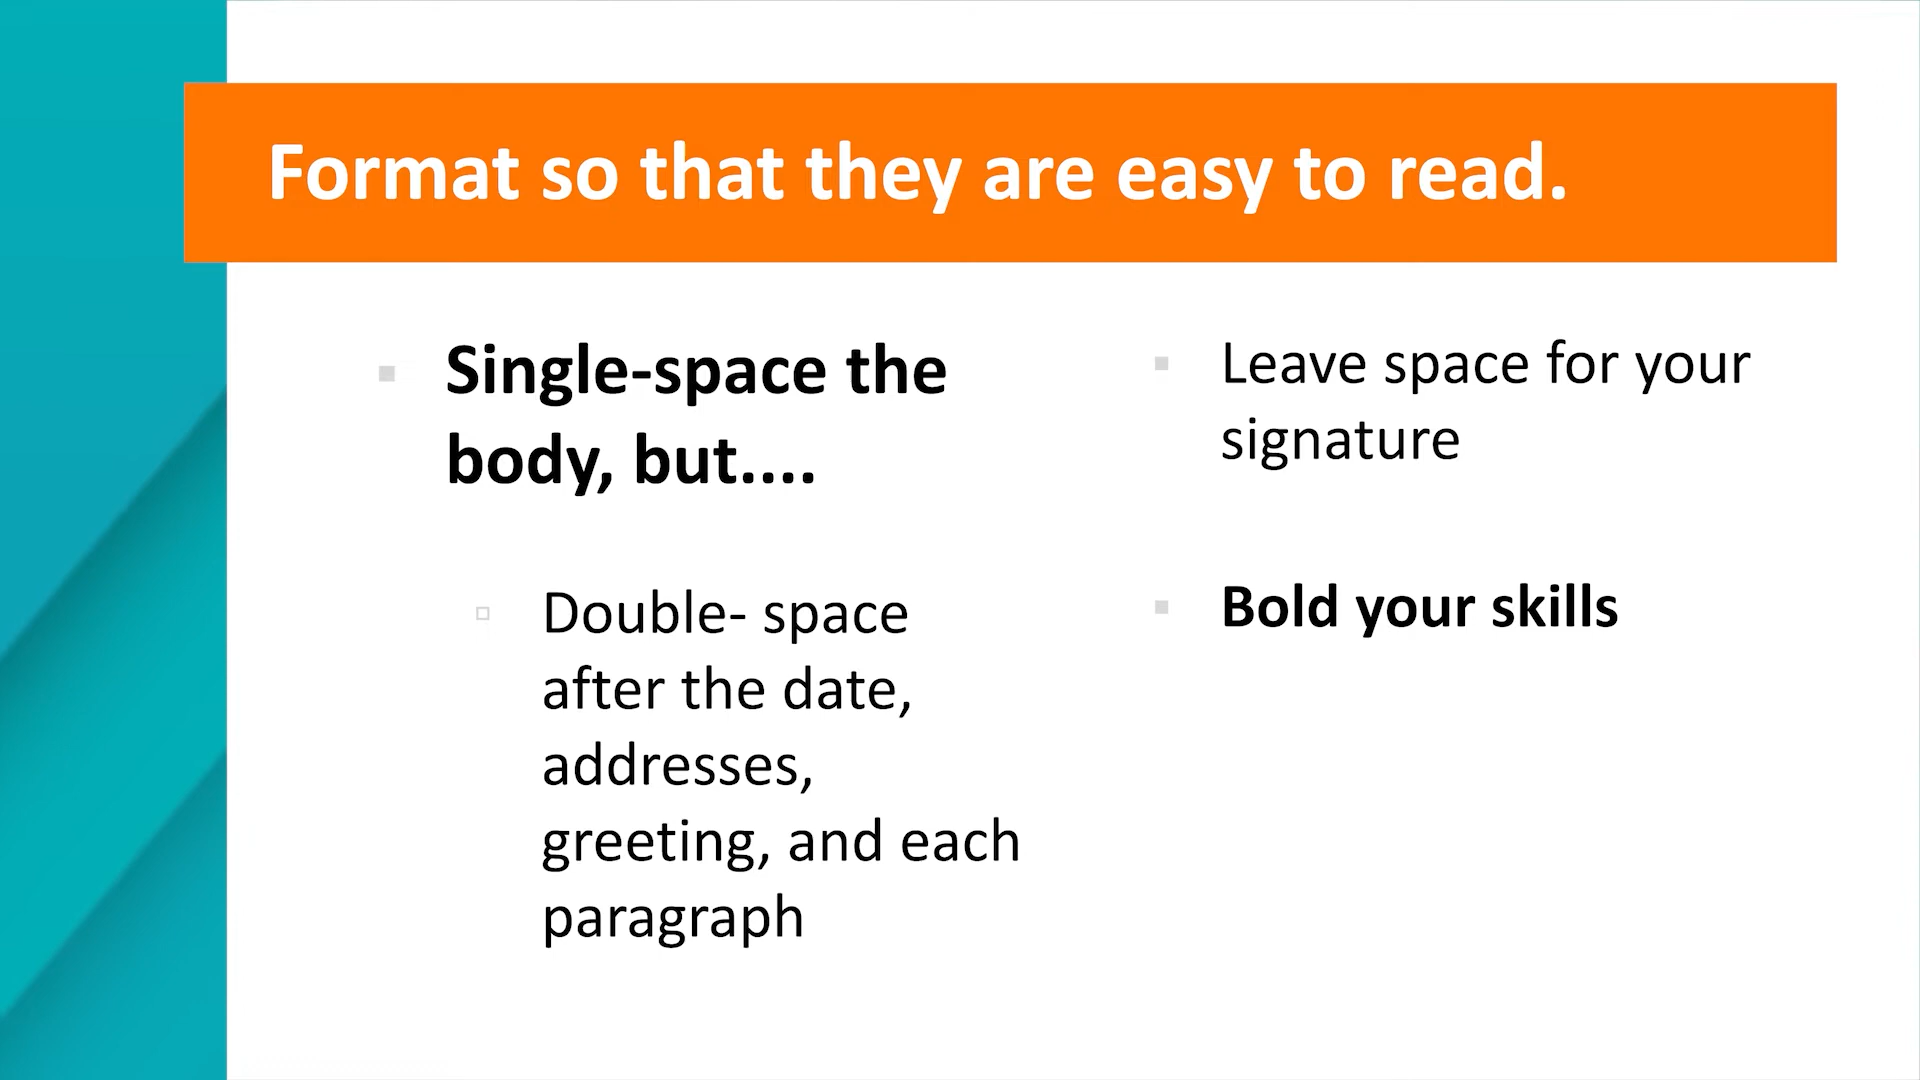 Format so that they are easy to read.
Single-space the
body, but....
Double- space
after the date,
addresses,
greeting, and each
paragraph
Leave space for your
signature
Bold your skills